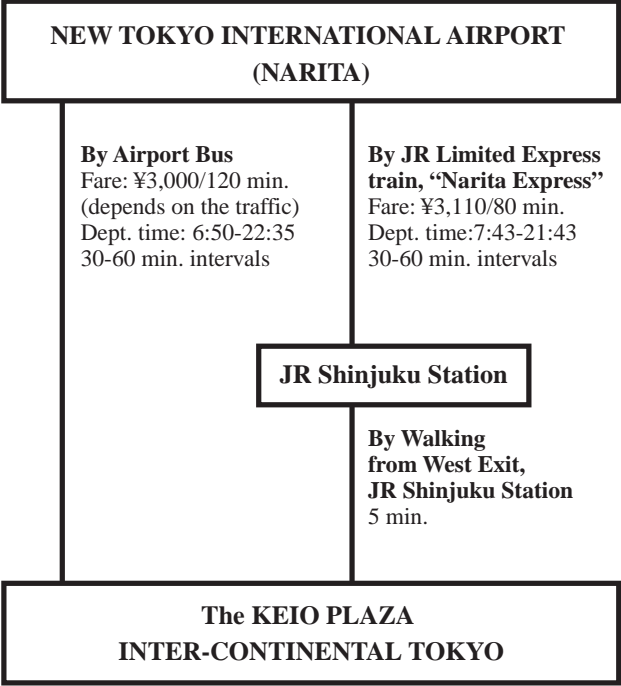 NEW TOKYO INTERNATIONAL AIRPORT
(NARITA)
By Airport Bus
Fare: ¥3,000/120 min.
(depends on the traffic)
Dept. time: 6:50-22:35
30-60 min. intervals
By JR Limited Express
train, “Narita Express”
Fare: ¥3,110/80 min.
Dept. time:7:43-21:43
30-60 min. intervals
JR Shinjuku Station
By Walking
from West Exit,
JR Shinjuku Station
5 min.
The KEIO PLAZA
INTER-CONTINENTAL TOKYO